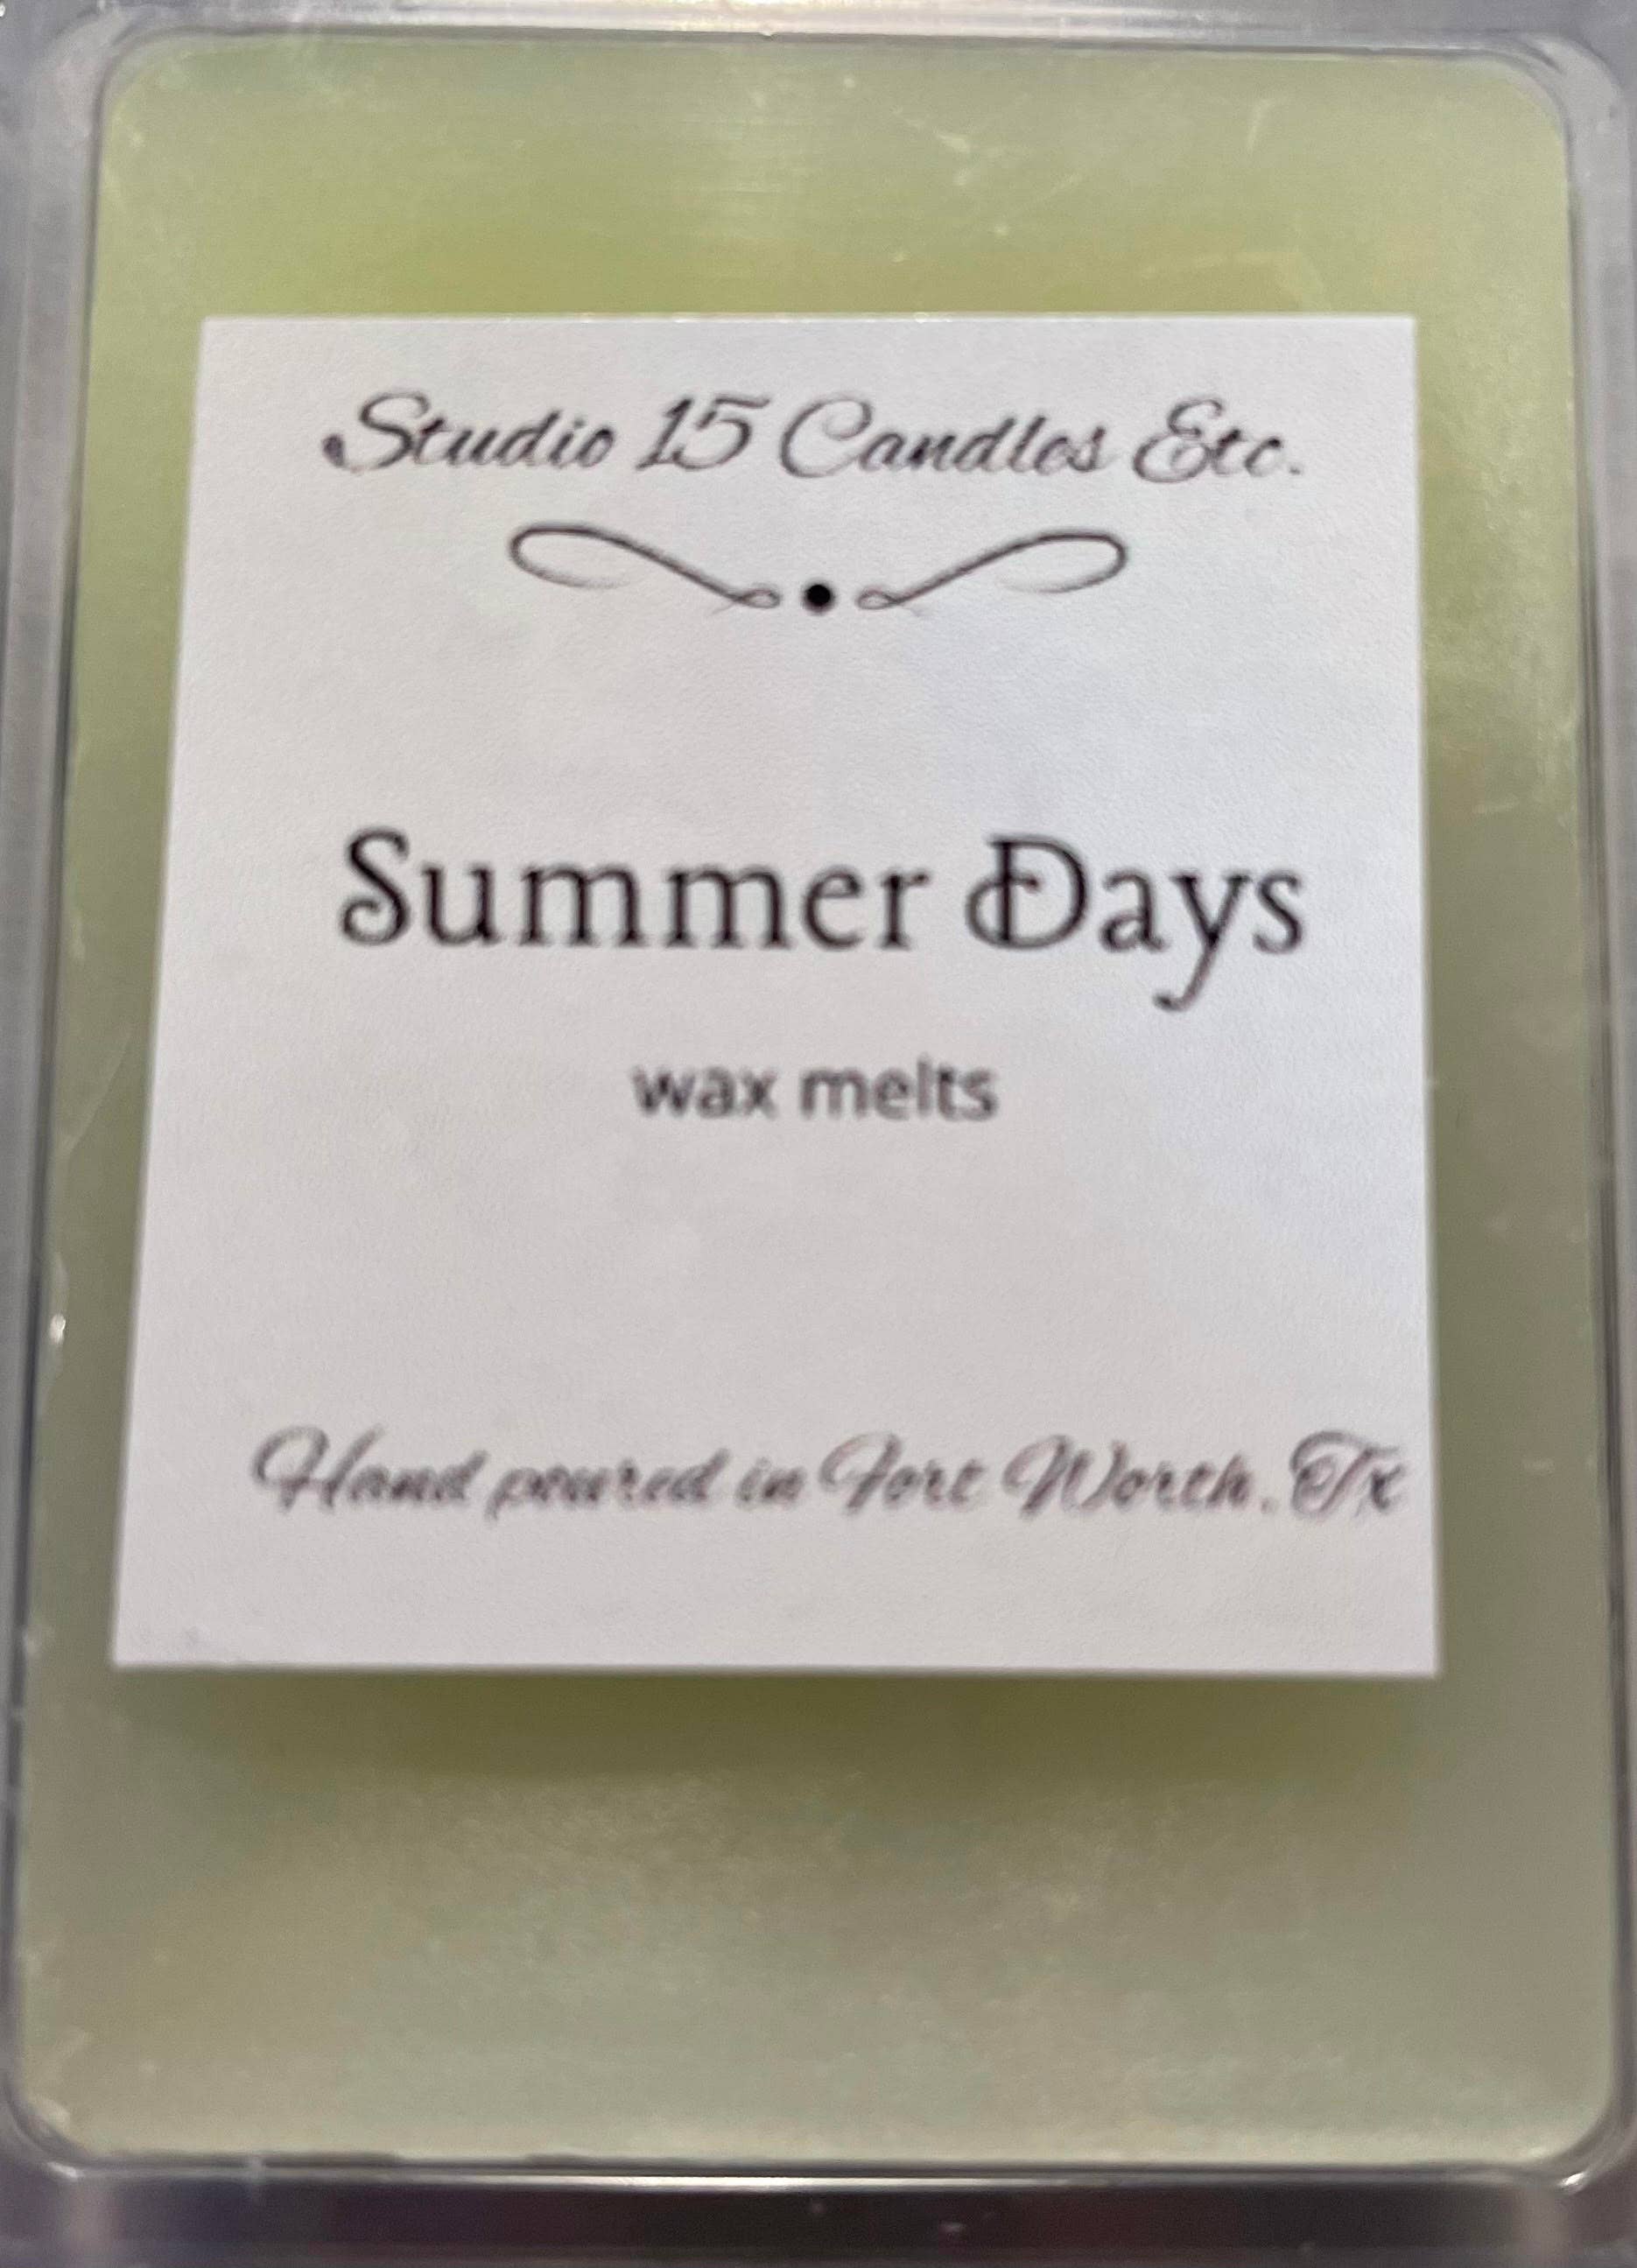 Studio 15 Candles Etc.
Summer Days
wax melts
Hand poured in Fort Worth, Tx